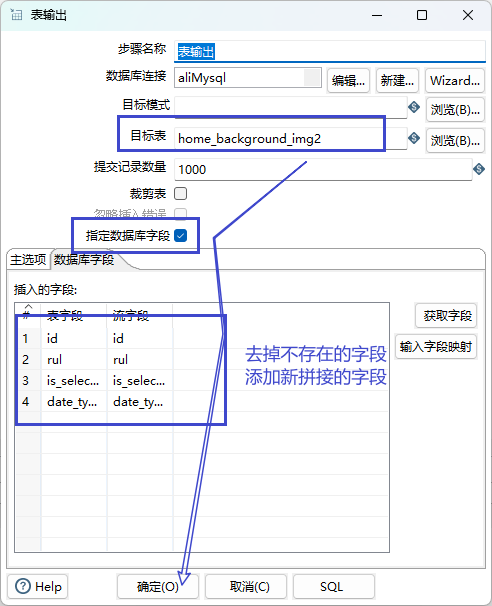 表输出
步骤名称 表输出
数据库连接 aliMysql 编辑... 新建... Wizard...
目标模式 浏览(B)...
目标表 home_background_img2 浏览(B)...
提交记录数量 1000
裁剪表
忽略插入错误
指定数据库字段
主选项 数据库字段
插入的字段:
# 表字段 流字段 获取字段
1 id id
2 rul rul
3 is_selec... is_selec...
4 date_ty... date_ty...
输入字段映射
去掉不存在的字段
添加新拼接的字段
Help 确定(O) 取消(C) SQL